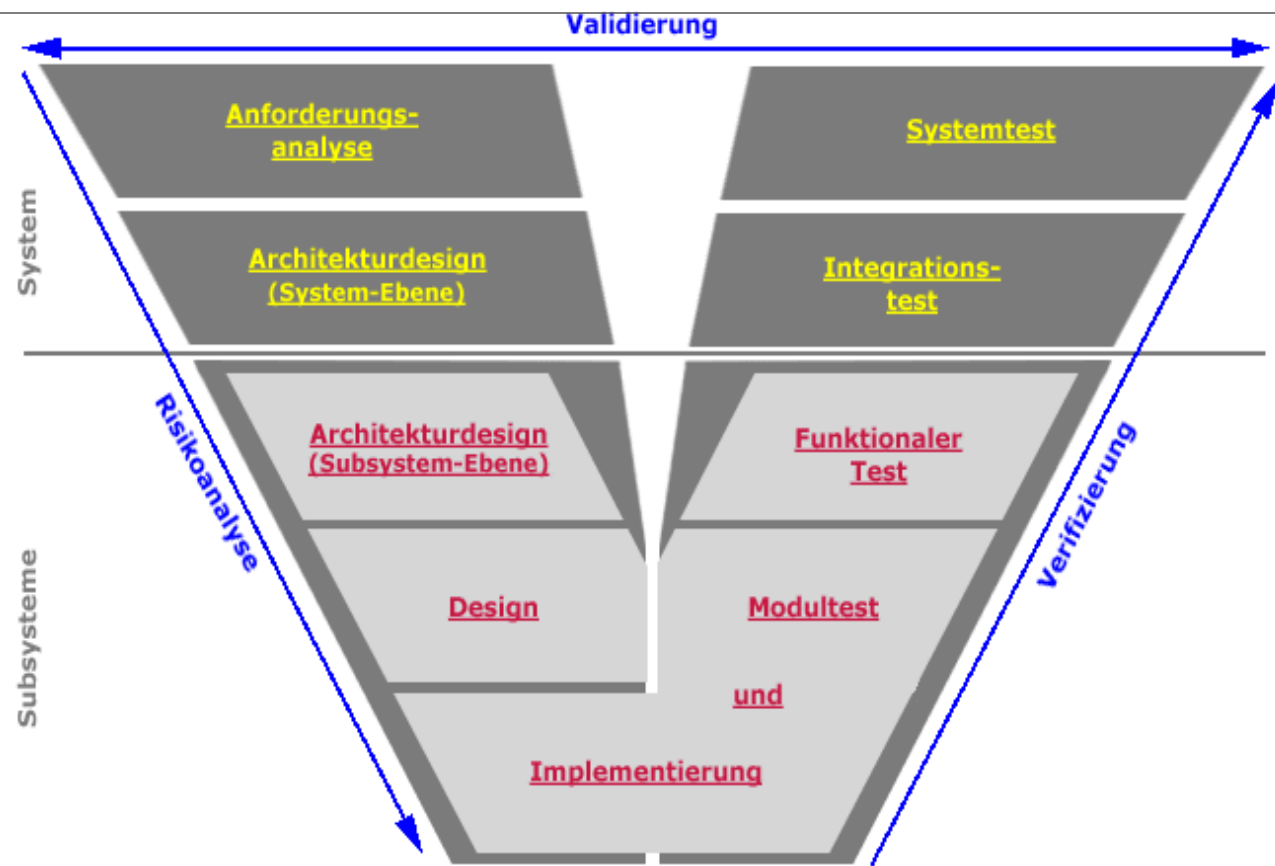 Validierung
Anforderungs-
analyse
Systemtest
System
Architekturdesign
(System-Ebene)
Integrations-
test
Risikoanalyse
Architekturdesign
(Subsystem-Ebene)
Funktionaler
Test
Verifizierung
Subsysteme
Design
Modultest
und
Implementierung